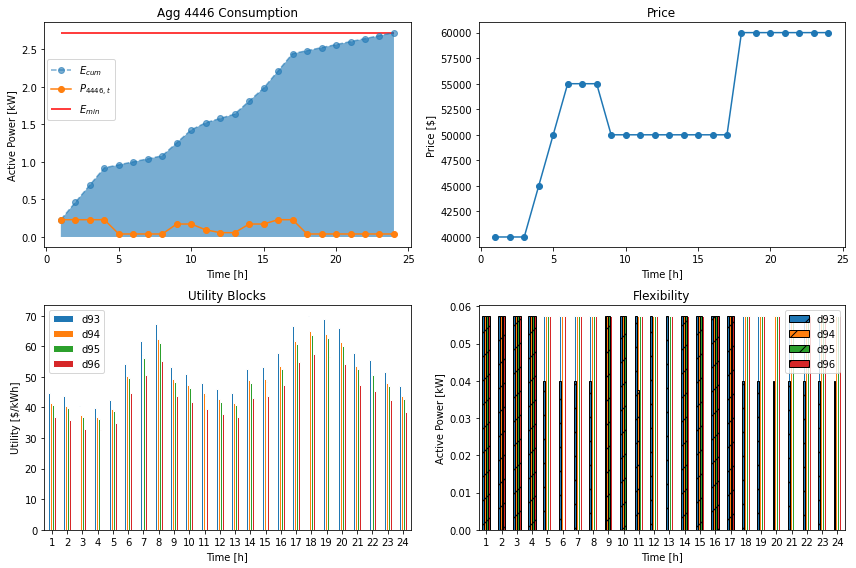 Agg 4446 Consumption
Active Power [kW]
2.5
2.0
1.5
1.0
0.5
0.0
E_cum
P_4446,t
E_min
0 5 10 15 20 25
Time [h]
Price
Price [$]
60000
57500
55000
52500
50000
47500
45000
42500
40000
0 5 10 15 20 25
Time [h]
Utility Blocks
Utility [$/kWh]
70
60
50
40
30
20
10
0
d93
d94
d95
d96
1 2 3 4 5 6 7 8 9 10 11 12 13 14 15 16 17 18 19 20 21 22 23 24
Time [h]
Flexibility
Active Power [kW]
0.06
0.05
0.04
0.03
0.02
0.01
0.00
d93
d94
d95
d96
1 2 3 4 5 6 7 8 9 10 11 12 13 14 15 16 17 18 19 20 21 22 23 24
Time [h]